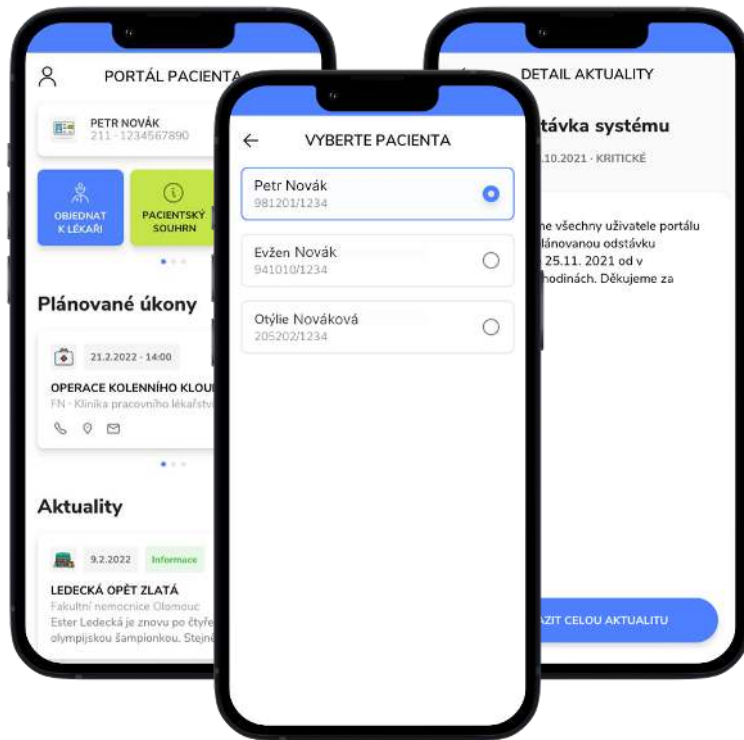 PORTÁL PACIENTA
PETR NOVÁK
211 - 1234567890
OBJEDNAT
K LÉKAŘI
PACIENTSKÝ
SOUHRN
Plánované úkony
21.2.2022 - 14:00
OPERACE KOLENNÍHO KLOU
FN - Klinika pracovního lékařstv
Aktuality
9.2.2022
Informace
LEDECKÁ OPĚT ZLATÁ
Fakultní nemocnice Olomouc
Ester Ledecká je znovu po čtyře
olympijskou šampionkou. Stejně
VYBERTE PACIENTA
Petr Novák
981201/1234
Evžen Novák
941010/1234
Otýlie Nováková
205202/1234
DETAIL AKTUALITY
távka systému
.10.2021 - KRITICKÉ
ne všechny uživatele portálu
lánovanou odstávku
25.11. 2021 od v
hodinách. Děkujeme za
ZIT CELOU AKTUALITU